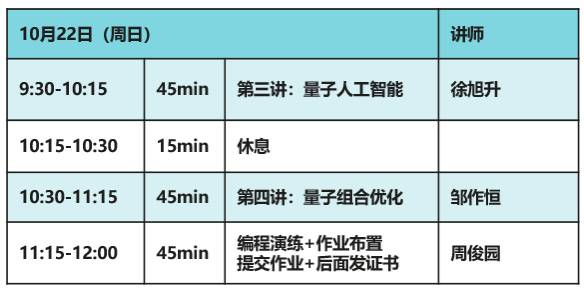 10月22日（周日） 讲师
9:30-10:15 45min 第三讲：量子人工智能 徐旭升
10:15-10:30 15min 休息
10:30-11:15 45min 第四讲：量子组合优化 邹作恒
11:15-12:00 45min 编程演练+作业布置 周俊园
提交作业+后面发证书